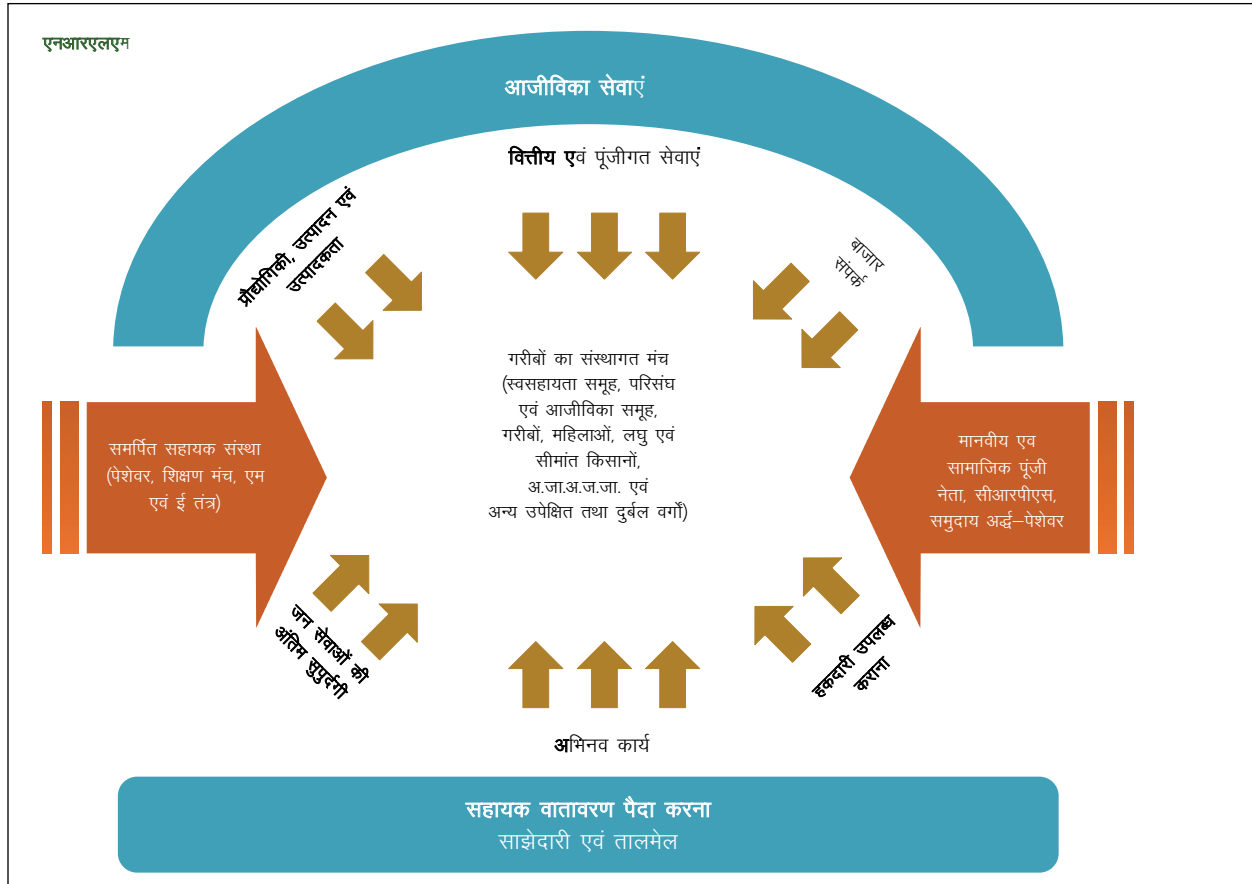 एनआरएलएम
आजीविका सेवाएं
वित्तीय एवं पूंजीगत सेवाएं
प्रौद्योगिकी, उत्पादन एवं
उत्पादकता
बाजार
संपर्क
गरीबों का संस्थागत मंच
(स्वसहायता समूह, परिसंघ
एवं आजीविका समूह,
गरीबों, महिलाओं, लघु एवं
सीमांत किसानों,
अ.जा.अ.ज.जा. एवं
अन्य उपेक्षित तथा दुर्बल वर्गों)
समर्पित सहायक संस्था
(पेशेवर, शिक्षण मंच, एम
एवं ई तंत्र)
मानवीय एव
सामाजिक पूंजी
नेता, सीआरपीएस,
समुदाय अर्द्ध–पेशेवर
जन सेवाओं की
अंतिम सुपुर्दगी
हकदारी उपलब्ध
कराना
अभिनव कार्य
सहायक वातावरण पैदा करना
साझेदारी एवं तालमेल